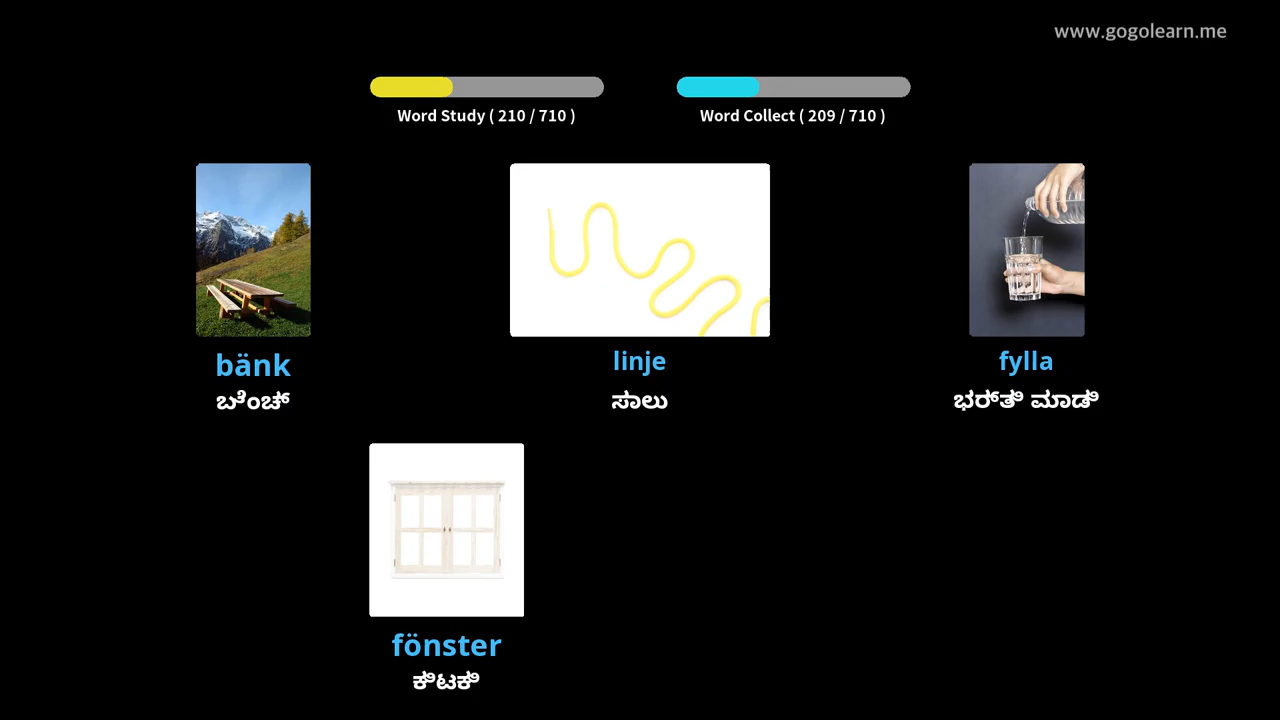 www.gogolearn.me
Word Study ( 210 / 710 )
Word Collect ( 209 / 710 )
bänk
ಬೆಂಚ್
linje
ಸಾಲು
fylla
ಭರ್ತಿ ಮಾಡಿ
fönster
ಕಿಟಕಿ